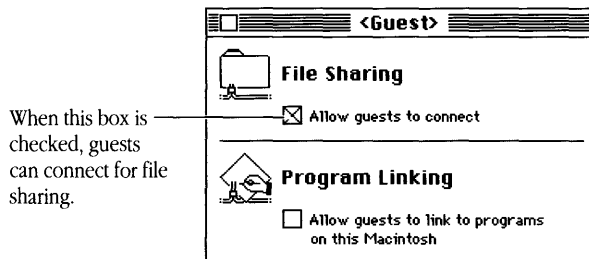 <Guest>
File Sharing
When this box is
checked, guests
can connect for file
sharing.
Allow guests to connect
Program Linking
Allow guests to link to programs
on this Macintosh